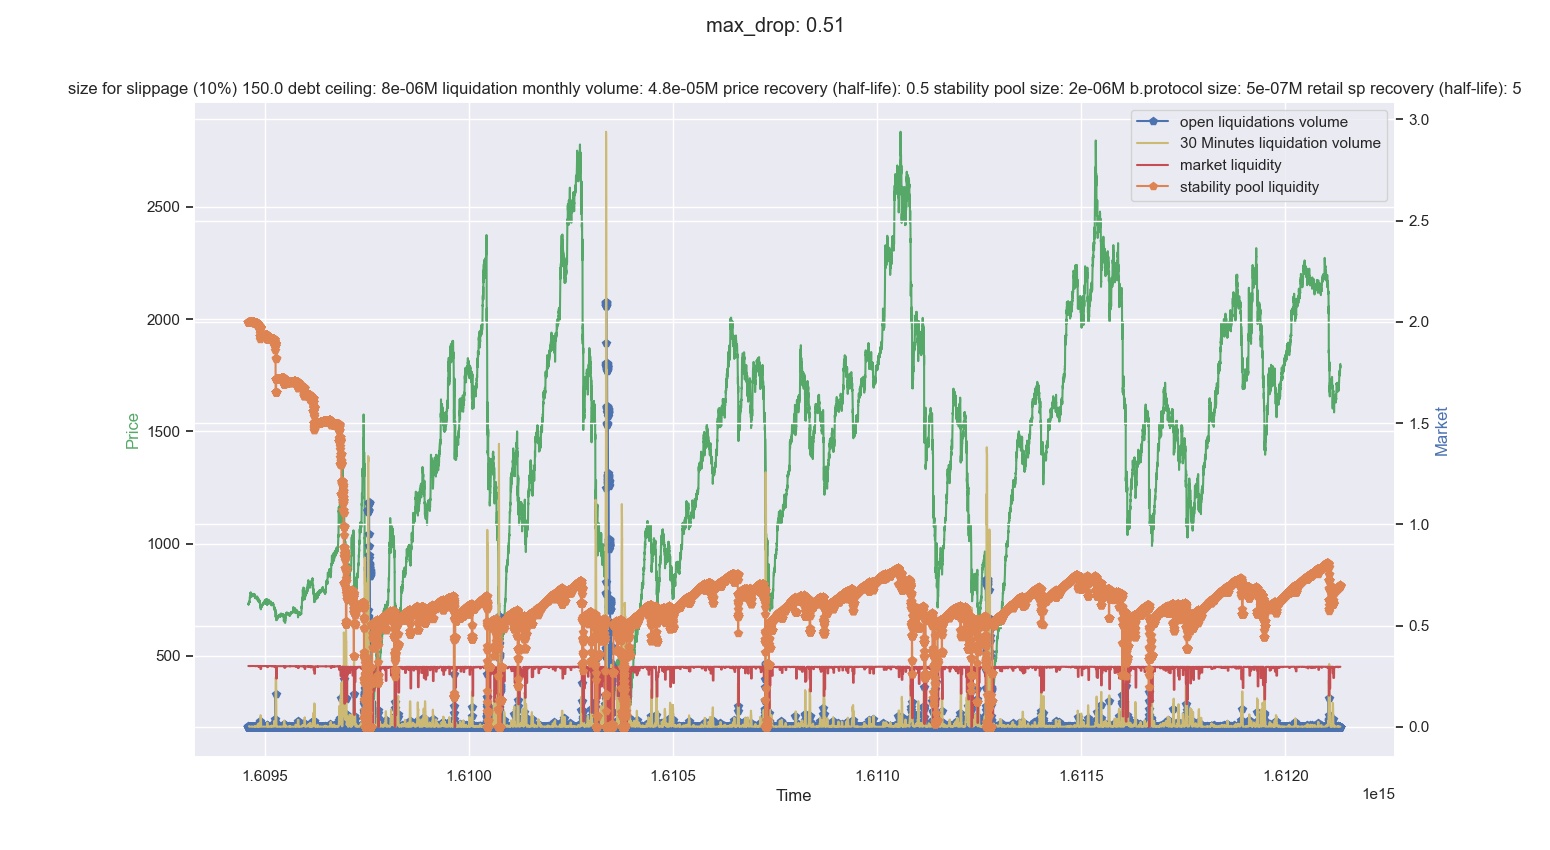 max_drop: 0.51
size for slippage (10%) 150.0 debt ceiling: 8e-06M liquidation monthly volume: 4.8e-05M price recovery (half-life): 0.5 stability pool size: 2e-06M b.protocol size: 5e-07M retail sp recovery (half-life): 5
open liquidations volume
30 Minutes liquidation volume
market liquidity
stability pool liquidity
Price
2500
2000
1500
1000
500
Market
3.0
2.5
2.0
1.5
1.0
0.5
0.0
1.6095 1.6100 1.6105 1.6110 1.6115 1.6120
Time
1e15